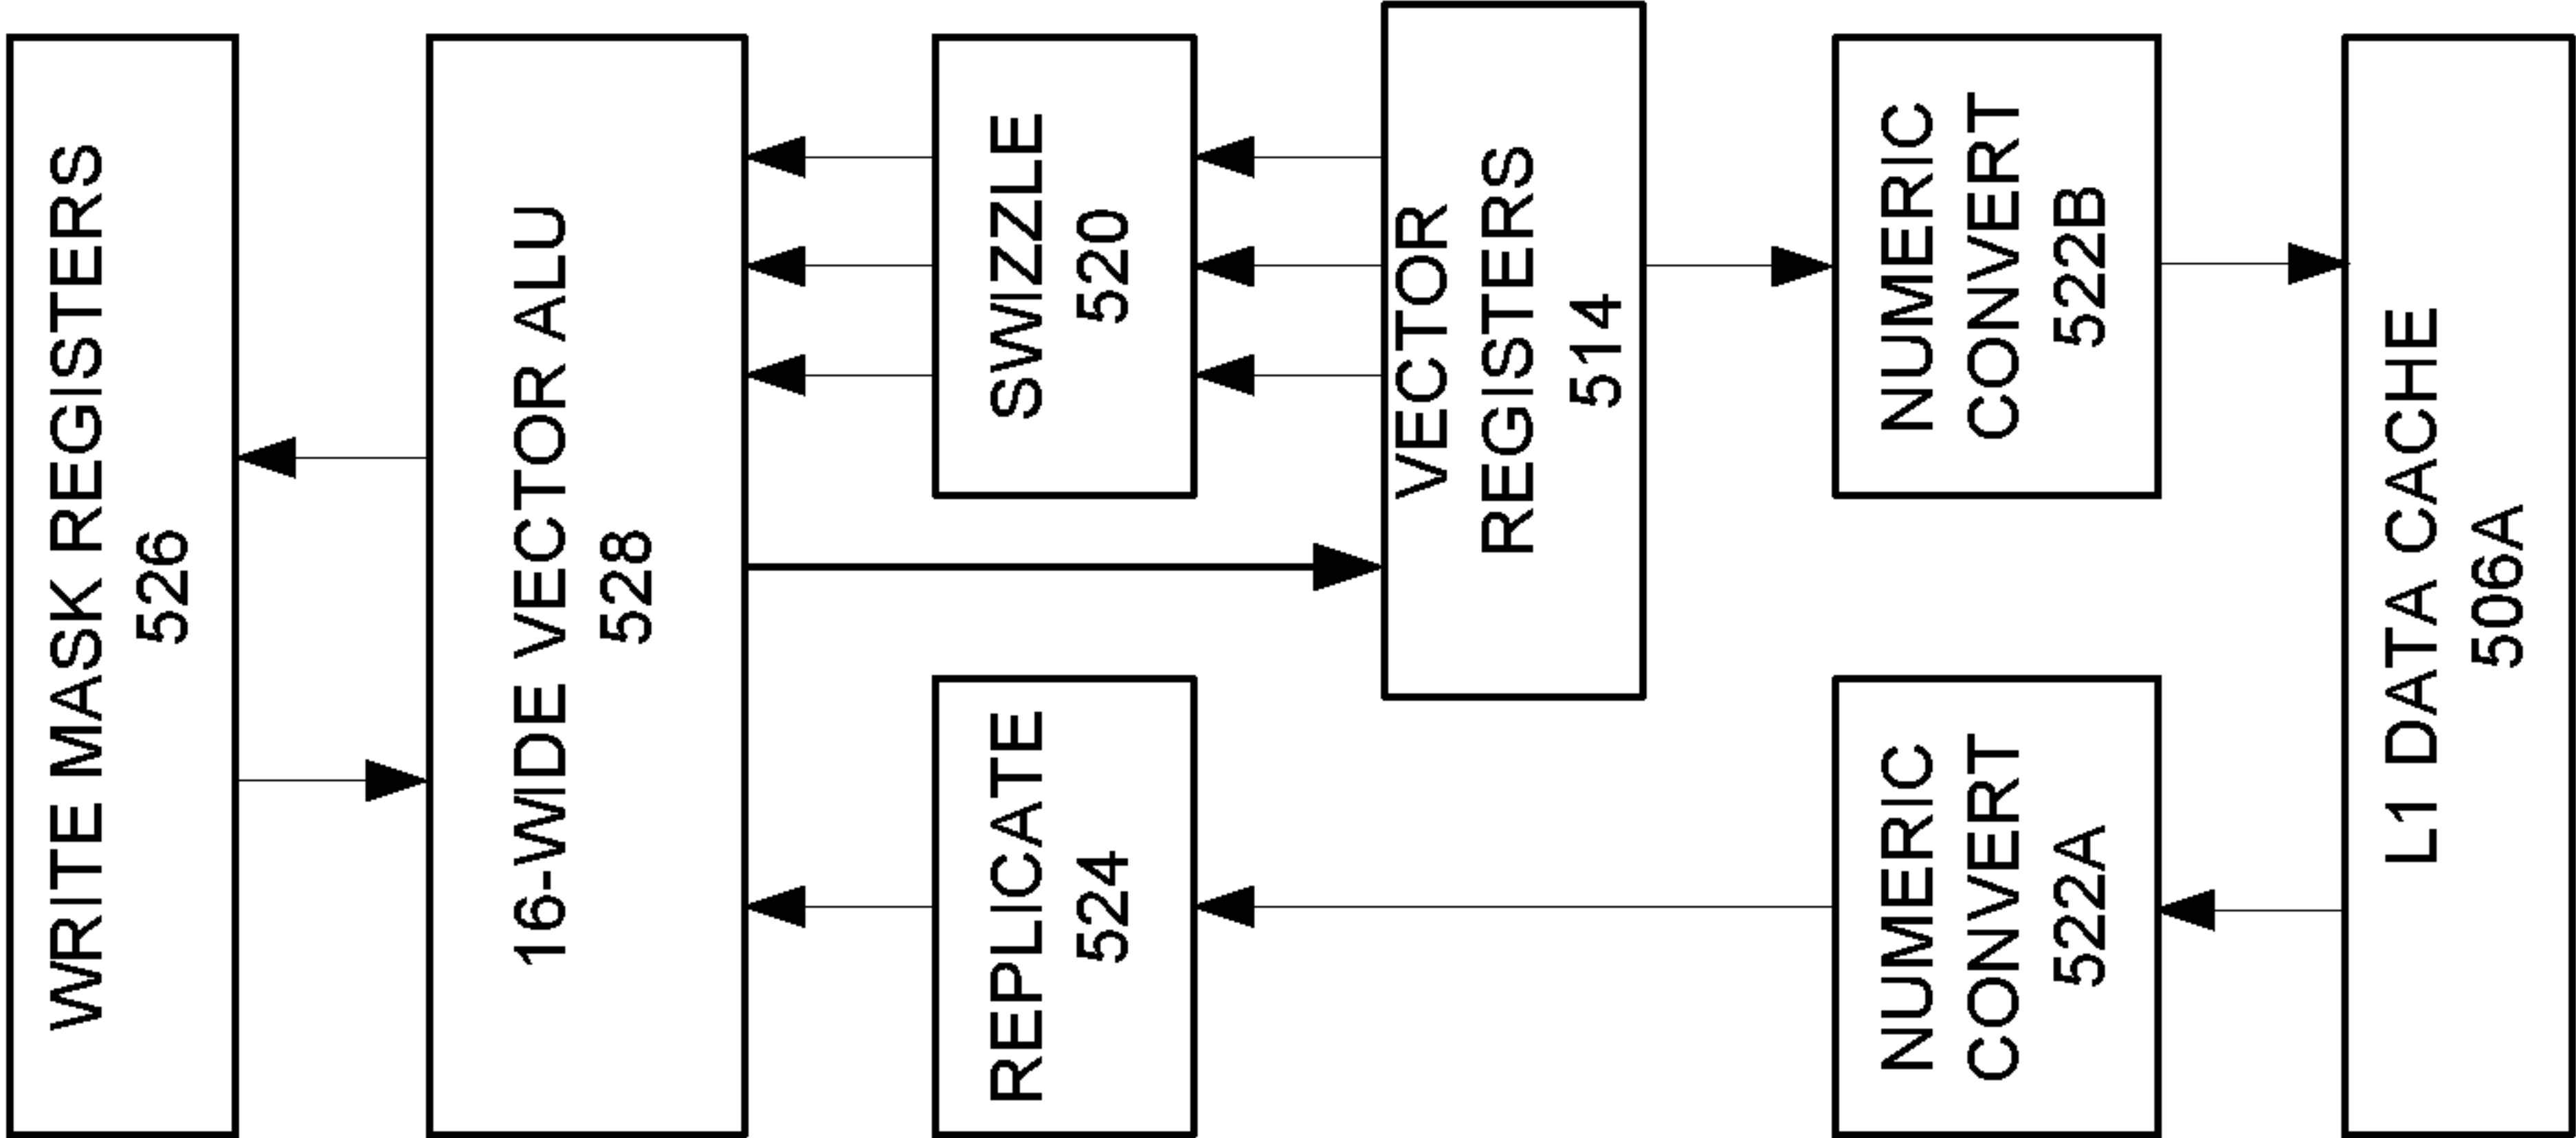 WRITE MASK REGISTERS
526
16-WIDE VECTOR ALU
528
REPLICATE
524
SWIZZLE
520
VECTOR
REGISTERS
514
NUMERIC
CONVERT
522A
NUMERIC
CONVERT
522B
L1 DATA CACHE
506A